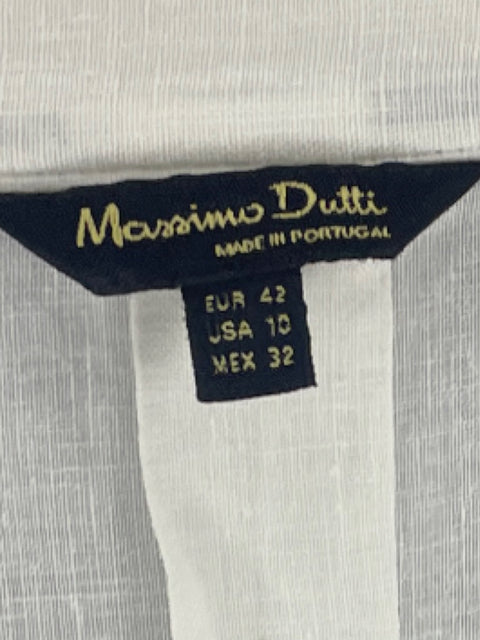 Massimo Dutti
MADE IN PORTUGAL
EUR 42
USA 10
MEX 32